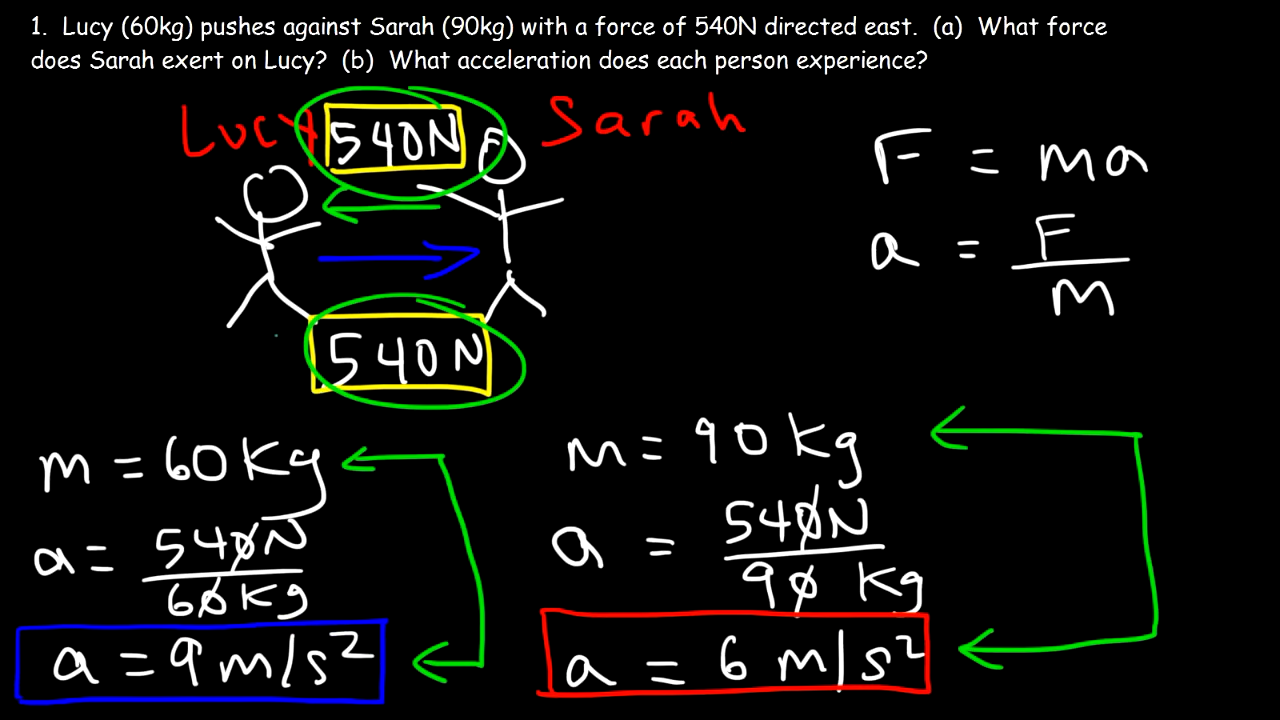 1. Lucy (60kg) pushes against Sarah (90kg) with a force of 540N directed east. (a) What force
does Sarah exert on Lucy? (b) What acceleration does each person experience?
Lucy 540N Sarah
F = ma
a = F/m
540N
m = 60Kg
a = 540N/60Kg
a = 9 m/s²
m = 90 kg
a = 540N/90 Kg
a = 6 m/s²